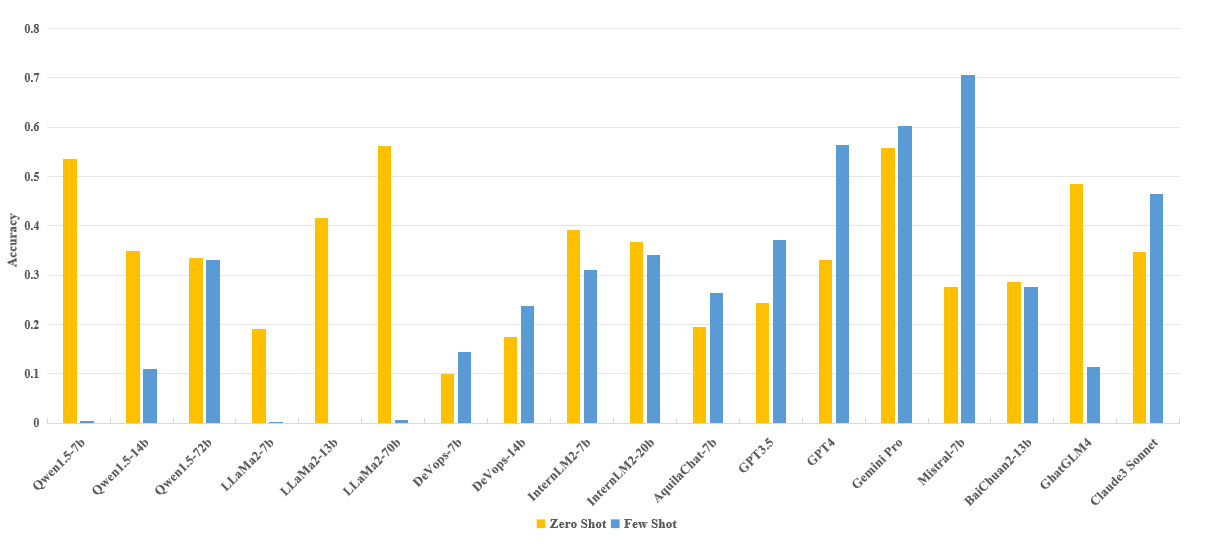 0.8
0.7
0.6
0.5
0.4
0.3
0.2
0.1
0
Accuracy
Qwen1.5-7b
Qwen1.5-14b
Qwen1.5-72b
LLaMa2-7b
LLaMa2-13b
LLaMa2-70b
DeVops-7b
DeVops-14b
InternLM2-7b
InternLM2-20b
AquilaChat-7b
GPT3.5
GPT4
Gemini Pro
Mistral-7b
BaiChuan2-13b
GhatGLM4
Claude3 Sonnet
Zero Shot Few Shot